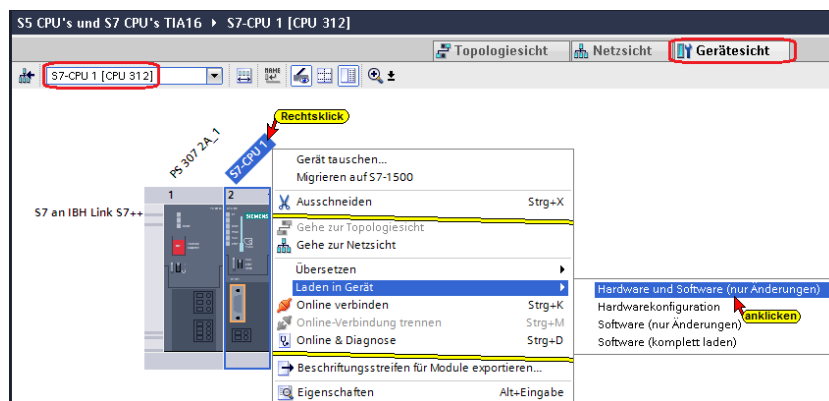 S5 CPU's und S7 CPU's TIA16 ▸ S7-CPU 1 [CPU 312]
Topologiesicht Netzsicht Gerätesicht
S7-CPU 1 [CPU 312]
Rechtsklick
PS 307 2A_1
S7-CPU 1
Gerät tauschen...
Migrieren auf S7-1500
1 2
Ausschneiden Strg+X
S7 an IBH Link S7++
SIEMENS
Gehe zur Topologiesicht
Gehe zur Netzsicht
Übersetzen
Laden in Gerät
Hardware und Software (nur Änderungen)
Online verbinden Strg+K
Hardwarekonfiguration
anklicken
Online-Verbindung trennen Strg+M
Software (nur Änderungen)
Online & Diagnose Strg+D
Software (komplett laden)
Beschriftungsstreifen für Module exportieren...
Eigenschaften Alt+Eingabe